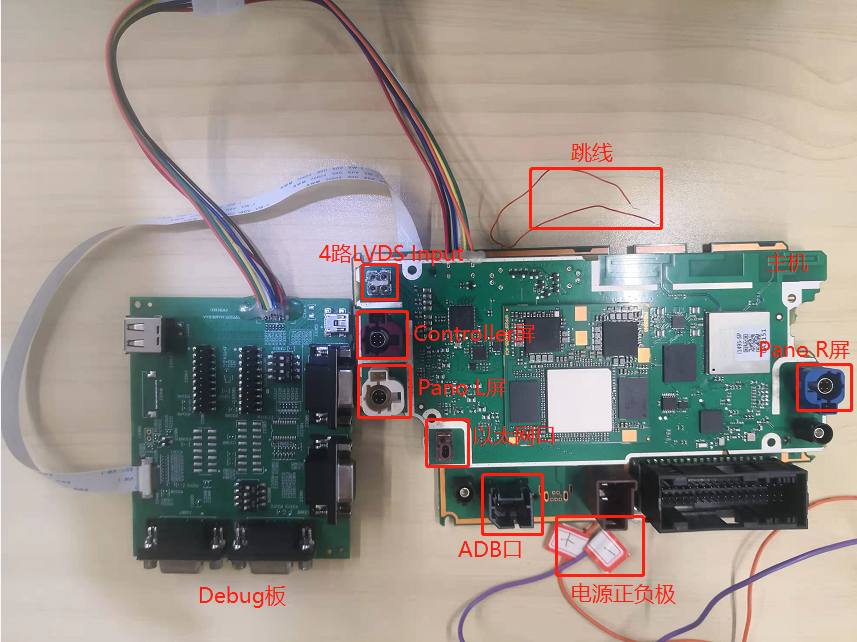 跳线
4路LVDS Input
主机
Controller屏
Pano R屏
Pano L屏
以太网口
ADB口
电源正负极
Debug板